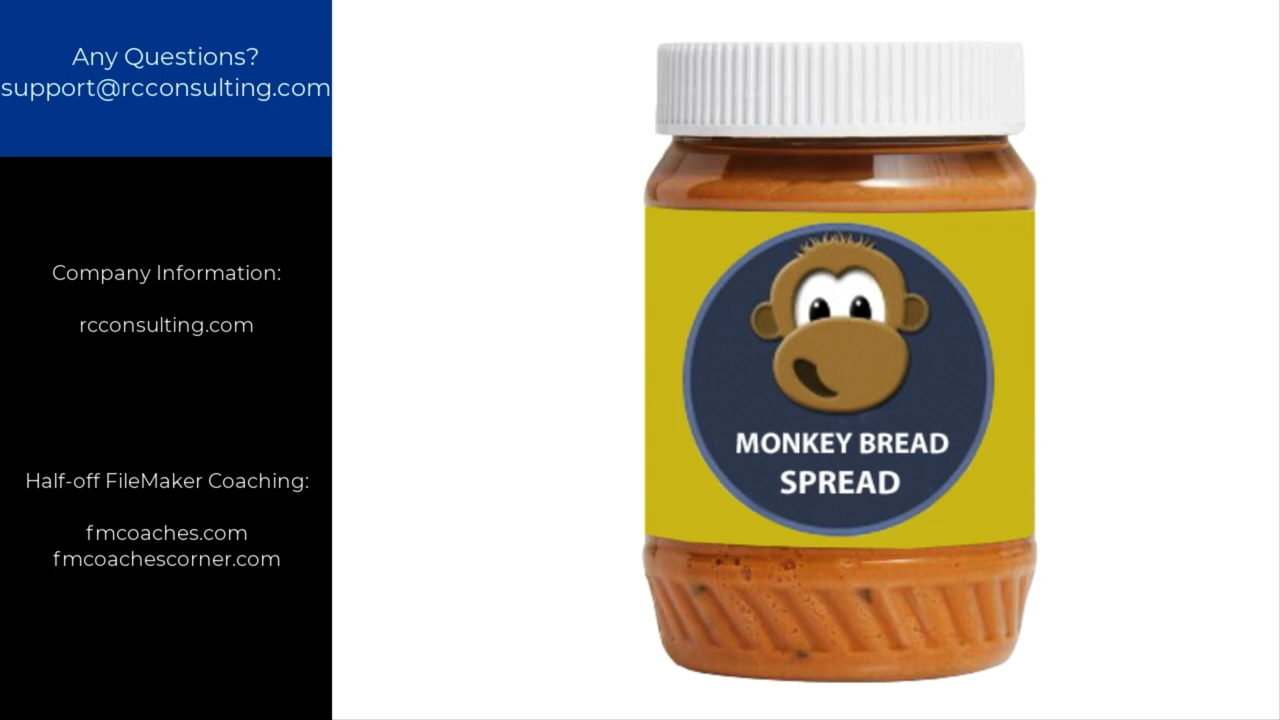 Any Questions?
support@rcconsulting.com
Company Information:
rcconsulting.com
Half-off FileMaker Coaching:
fmcoaches.com
fmcoachescorner.com
MONKEY BREAD
SPREAD